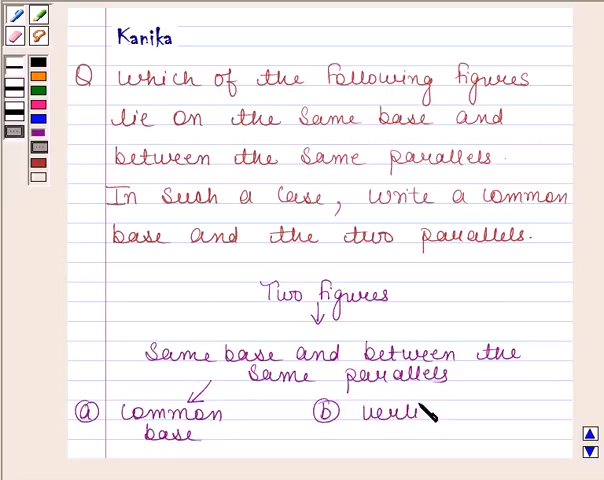 Kanika
Q Which of the following figures
lie on the same base and
between the same parallels.
In such a case, write a common
base and the two parallels.
Two figures
Same base and between the
same parallels
(a) common (b) verti
base